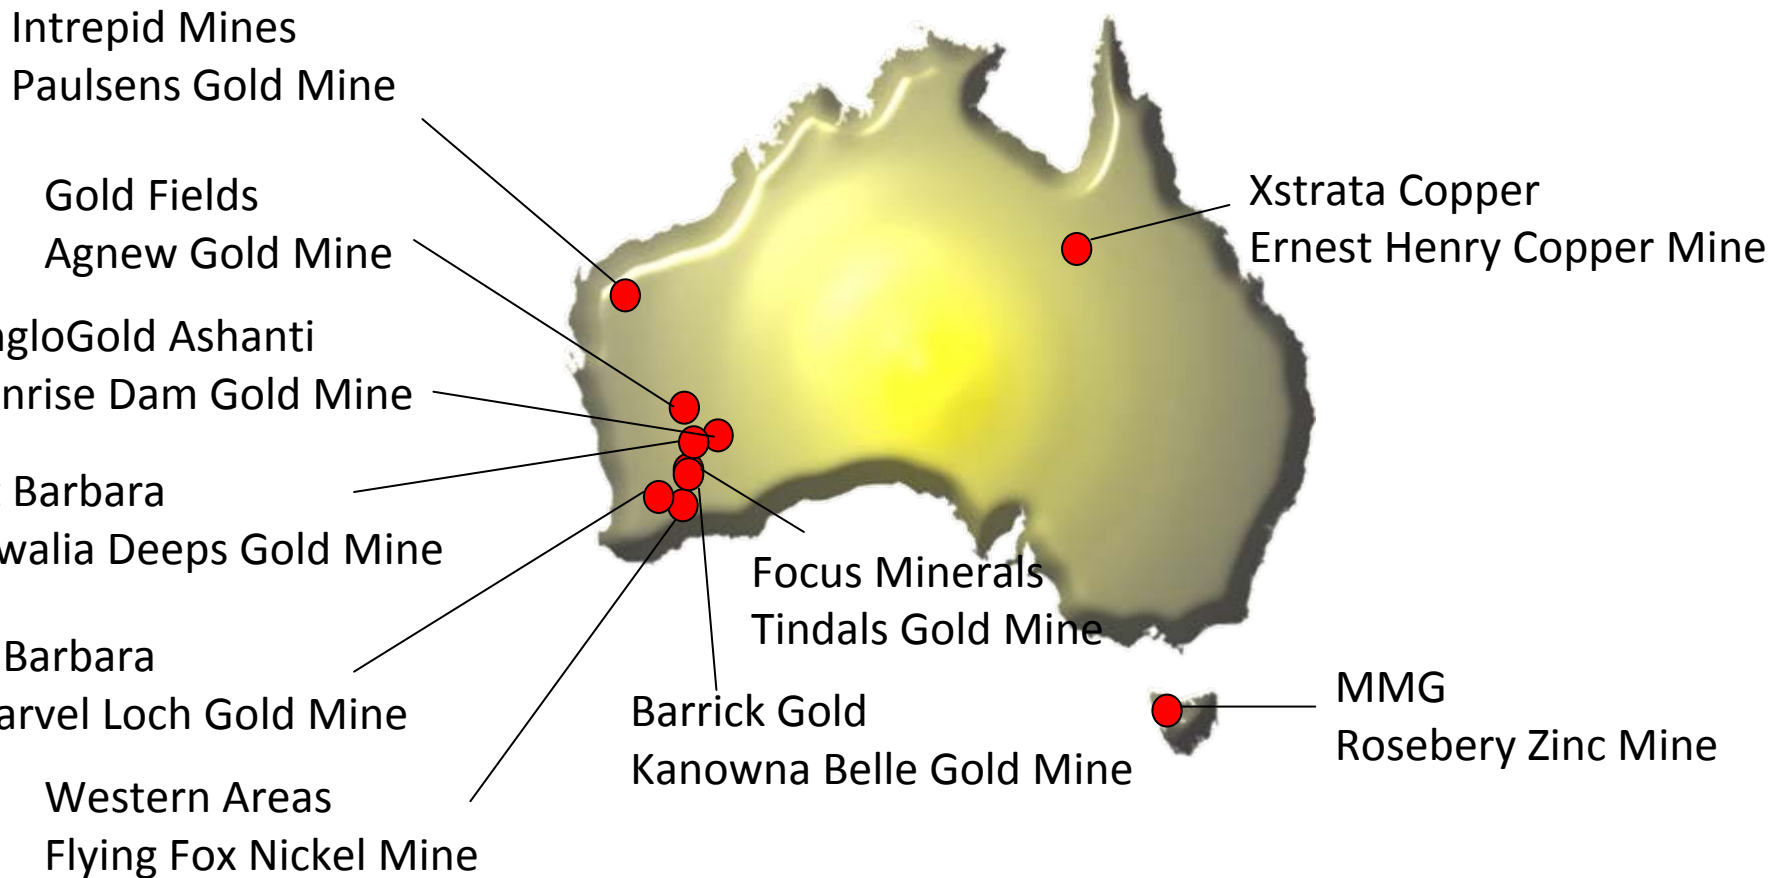 Intrepid Mines
Paulsens Gold Mine
Gold Fields
Agnew Gold Mine
Xstrata Copper
Ernest Henry Copper Mine
ngloGold Ashanti
nrise Dam Gold Mine
Barbara
walia Deeps Gold Mine
Focus Minerals
Tindals Gold Mine
Barbara
arvel Loch Gold Mine
Barrick Gold
Kanowna Belle Gold Mine
MMG
Rosebery Zinc Mine
Western Areas
Flying Fox Nickel Mine